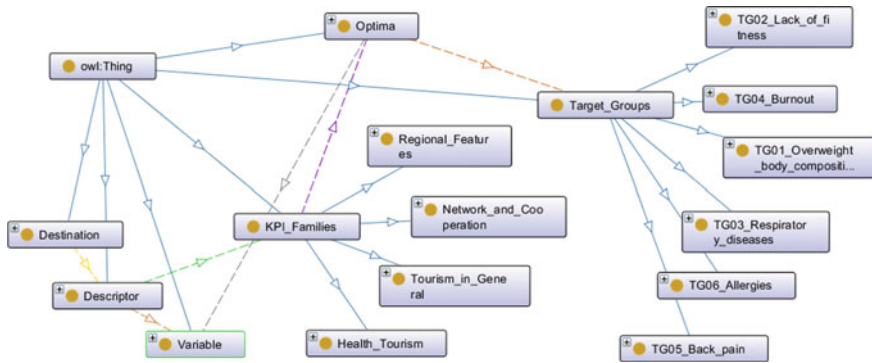 Optima
TG02_Lack_of_fi
tness
owl:Thing
TG04_Burnout
Target_Groups
Regional_Featur
es
TG01_Overweight
_body_compositi...
Network_and_Coo
peration
KPI_Families
TG03_Respirator
y_diseases
Destination
Tourism_in_Gene
ral
TG06_Allergies
Descriptor
Variable
Health_Tourism
TG05_Back_pain